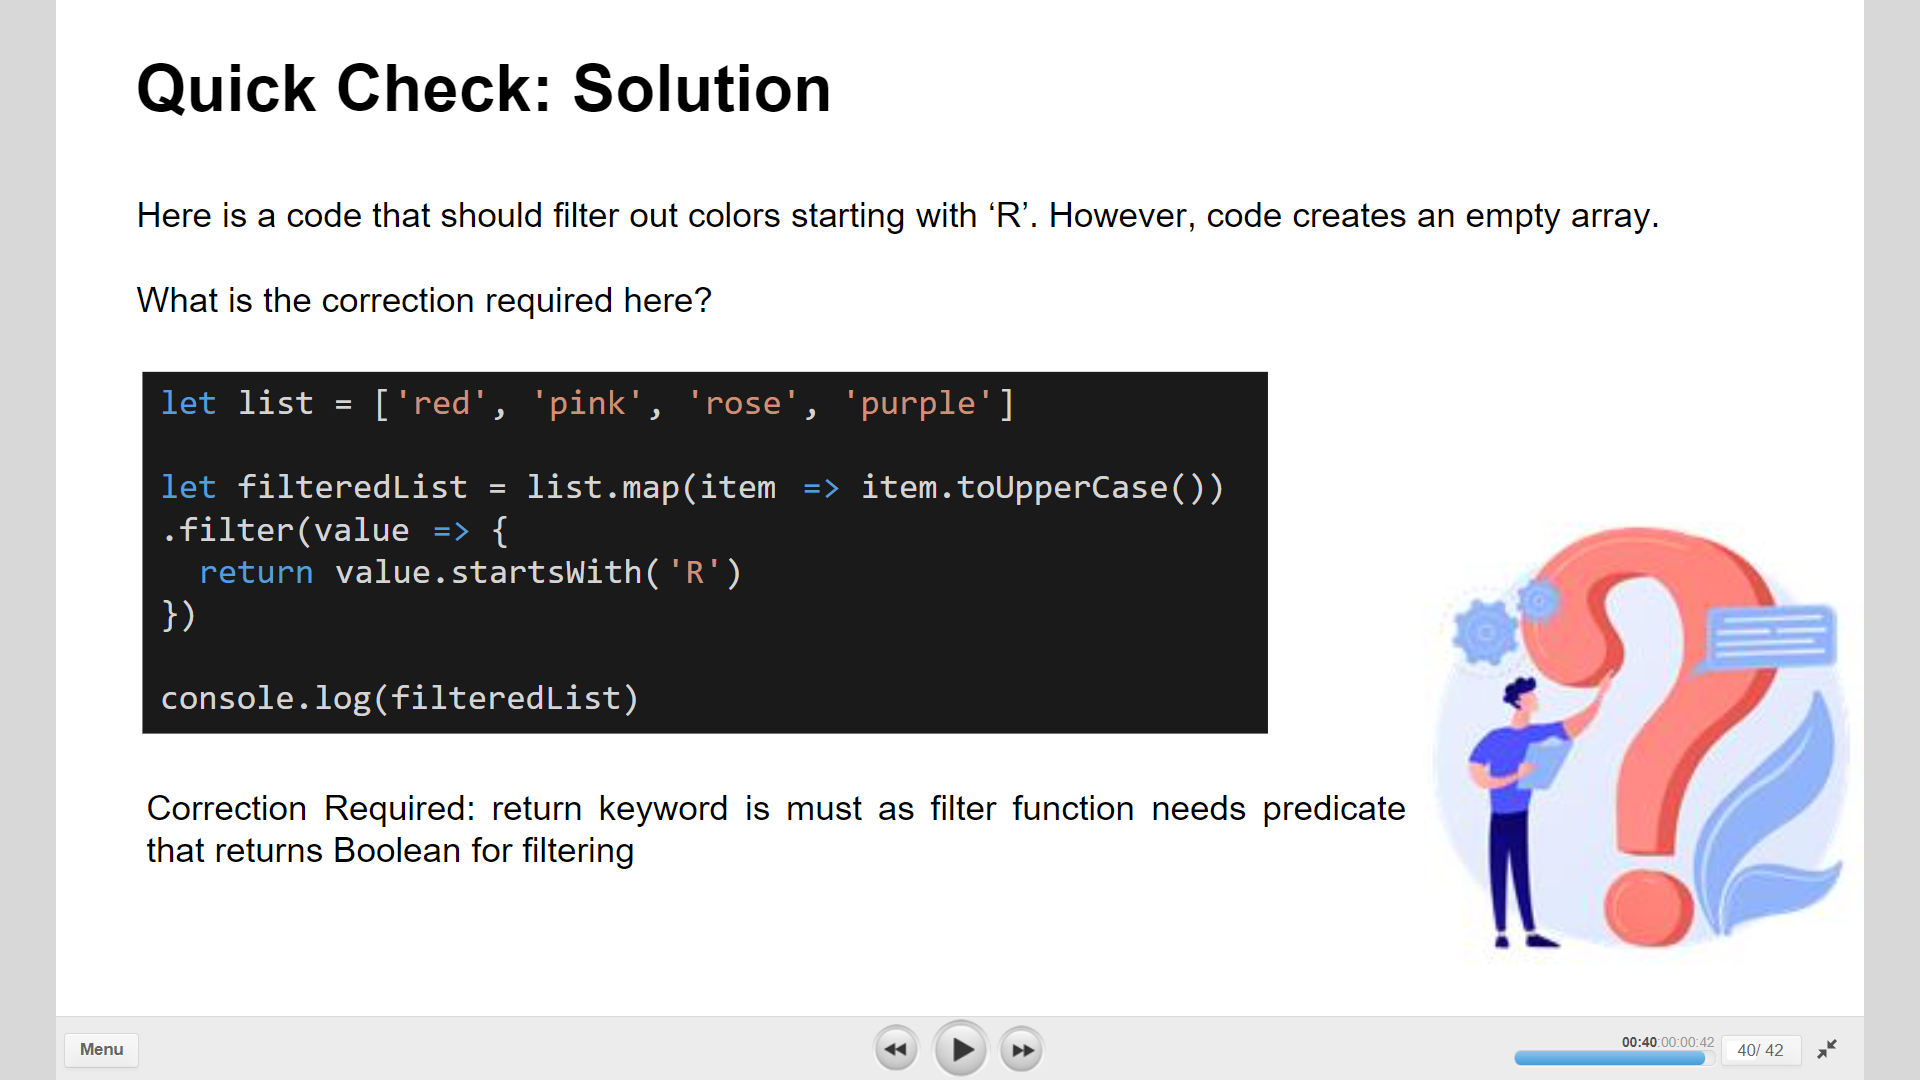 Quick Check: Solution
Here is a code that should filter out colors starting with ‘R’. However, code creates an empty array.
What is the correction required here?
let list = ['red', 'pink', 'rose', 'purple']
let filteredList = list.map(item => item.toUpperCase())
.filter(value => {
  return value.startsWith('R')
})
console.log(filteredList)
Correction Required: return keyword is must as filter function needs predicate
that returns Boolean for filtering
Menu
00:40:00:00:42
40/ 42